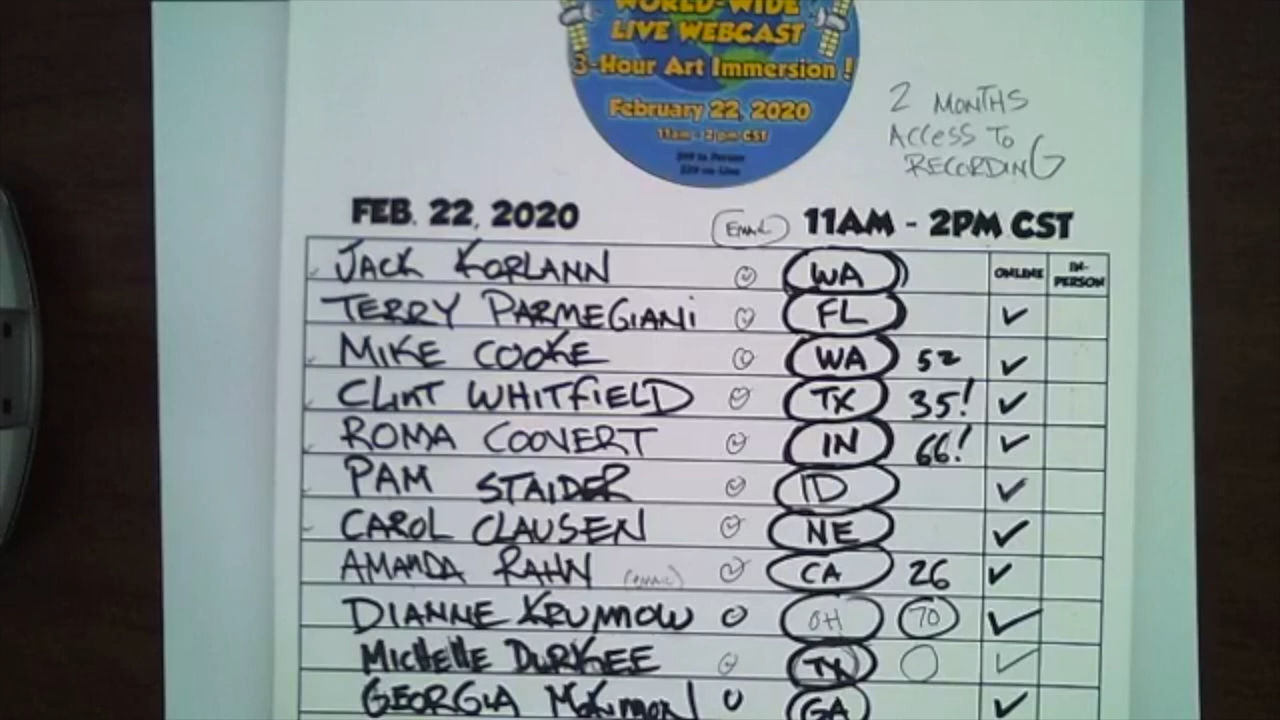 WORLD-WIDE
LIVE WEBCAST
3-Hour Art Immersion !
February 22, 2020
11am - 2pm CST
2 MONTHS
ACCESS TO
RECORDING
FEB. 22, 2020 EMAIL 11AM - 2PM CST
JACK KORLANN WA ONLINE IN-PERSON
TERRY PARMEGIANI FL ✓
MIKE COOKE WA 52 ✓
CLINT WHITFIELD TX 35! ✓
ROMA COOVERT IN 66! ✓
PAM STAIDER ID ✓
CAROL CLAUSEN NE ✓
AMANDA RAHN (EMAIL) CA 26 ✓
DIANNE KRUMMOW OH 70 ✓
MICHELLE DURKEE TX ✓
GEORGIA GA ✓